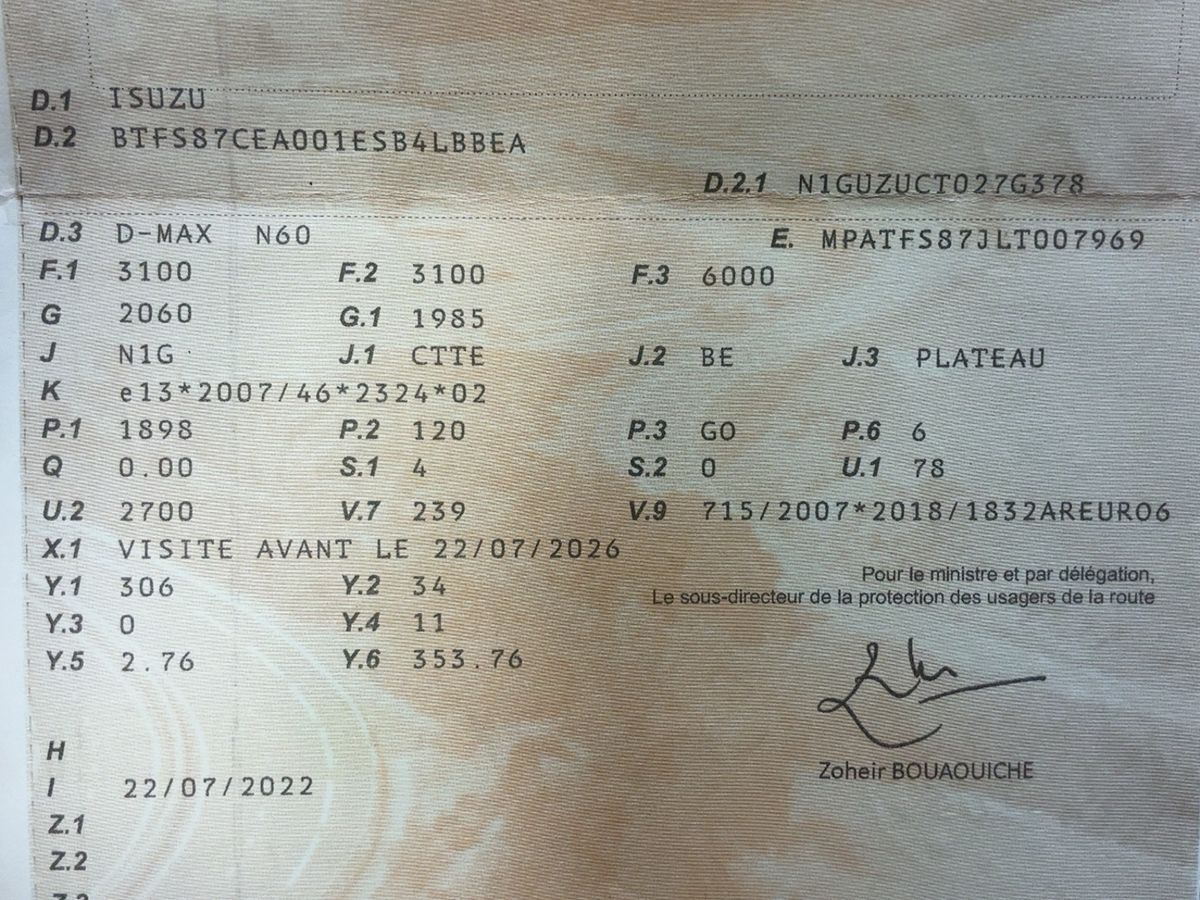 D.1 ISUZU
D.2 BTFS87CEA001ESB4LBBEA
D.2.1 N1GUZUCT027G378
D.3 D-MAX N60 E. MPATFS87JLT007969
F.1 3100 F.2 3100 F.3 6000
G 2060 G.1 1985
J N1G J.1 CTTE J.2 BE J.3 PLATEAU
K e13*2007/46*2324*02
P.1 1898 P.2 120 P.3 GO P.6 6
Q 0.00 S.1 4 S.2 0 U.1 78
U.2 2700 V.7 239 V.9 715/2007*2018/1832AREURO6
X.1 VISITE AVANT LE 22/07/2026
Y.1 306 Y.2 34
Pour le ministre et par délégation,
Le sous-directeur de la protection des usagers de la route
Y.3 0 Y.4 11
Y.5 2.76 Y.6 353.76
H
Zoheir BOUAOUICHE
I 22/07/2022
Z.1
Z.2